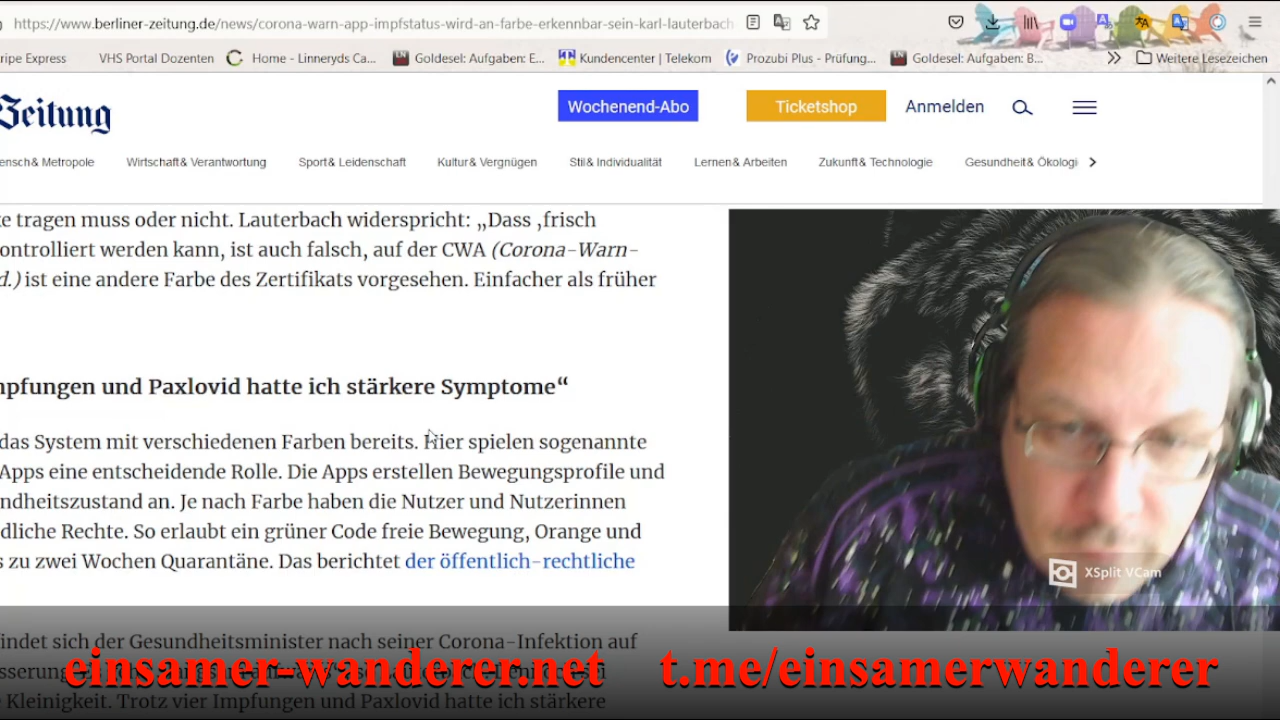 https://www.berliner-zeitung.de/news/corona-warn-app-impfstatus-wird-an-farbe-erkennbar-sein-karl-lauterbach
ripe Express VHS Portal Dozenten Home - Linneryds Ca... Goldesel: Aufgaben: E... Kundencenter | Telekom Prozubi Plus - Prüfung... Goldesel: Aufgaben: B... Weitere Lesezeichen
Zeitung Wochenend-Abo Ticketshop Anmelden
ensch & Metropole Wirtschaft & Verantwortung Sport & Leidenschaft Kultur & Vergnügen Stil & Individualität Lernen & Arbeiten Zukunft & Technologie Gesundheit & Ökologi
ke tragen muss oder nicht. Lauterbach widerspricht: „Dass ‚frisch
ontrolliert werden kann, ist auch falsch, auf der CWA (Corona-Warn-
d.) ist eine andere Farbe des Zertifikats vorgesehen. Einfacher als früher
mpfungen und Paxlovid hatte ich stärkere Symptome“
das System mit verschiedenen Farben bereits. Hier spielen sogenannte
Apps eine entscheidende Rolle. Die Apps erstellen Bewegungsprofile und
ndheitszustand an. Je nach Farbe haben die Nutzer und Nutzerinnen
dliche Rechte. So erlaubt ein grüner Code freie Bewegung, Orange und
s zu zwei Wochen Quarantäne. Das berichtet der öffentlich-rechtliche
XSplit VCam
indet sich der Gesundheitsminister nach seiner Corona-Infektion auf
einsamer-wanderer.net t.me/einsamerwanderer
e Kleinigkeit. Trotz vier Impfungen und Paxlovid hatte ich stärkere